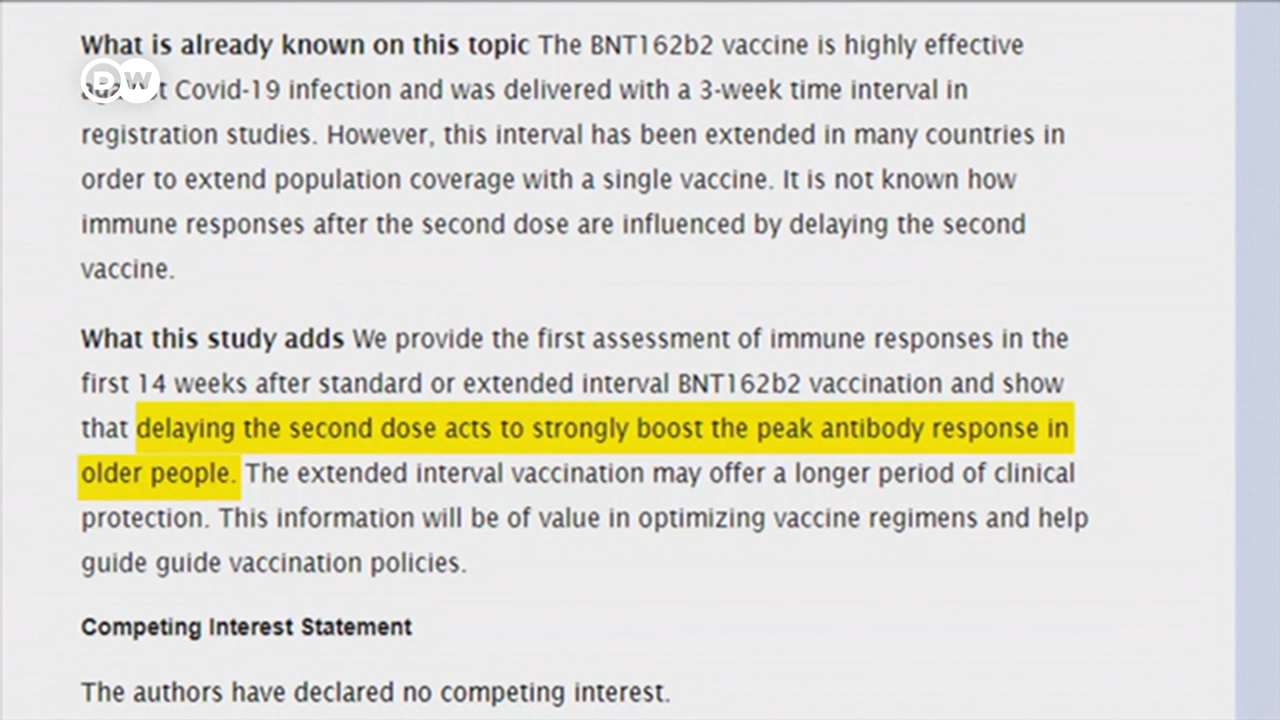 What is already known on this topic The BNT162b2 vaccine is highly effective
DW
against Covid-19 infection and was delivered with a 3-week time interval in
registration studies. However, this interval has been extended in many countries in
order to extend population coverage with a single vaccine. It is not known how
immune responses after the second dose are influenced by delaying the second
vaccine.
What this study adds We provide the first assessment of immune responses in the
first 14 weeks after standard or extended interval BNT162b2 vaccination and show
that delaying the second dose acts to strongly boost the peak antibody response in
older people. The extended interval vaccination may offer a longer period of clinical
protection. This information will be of value in optimizing vaccine regimens and help
guide guide vaccination policies.
Competing Interest Statement
The authors have declared no competing interest.